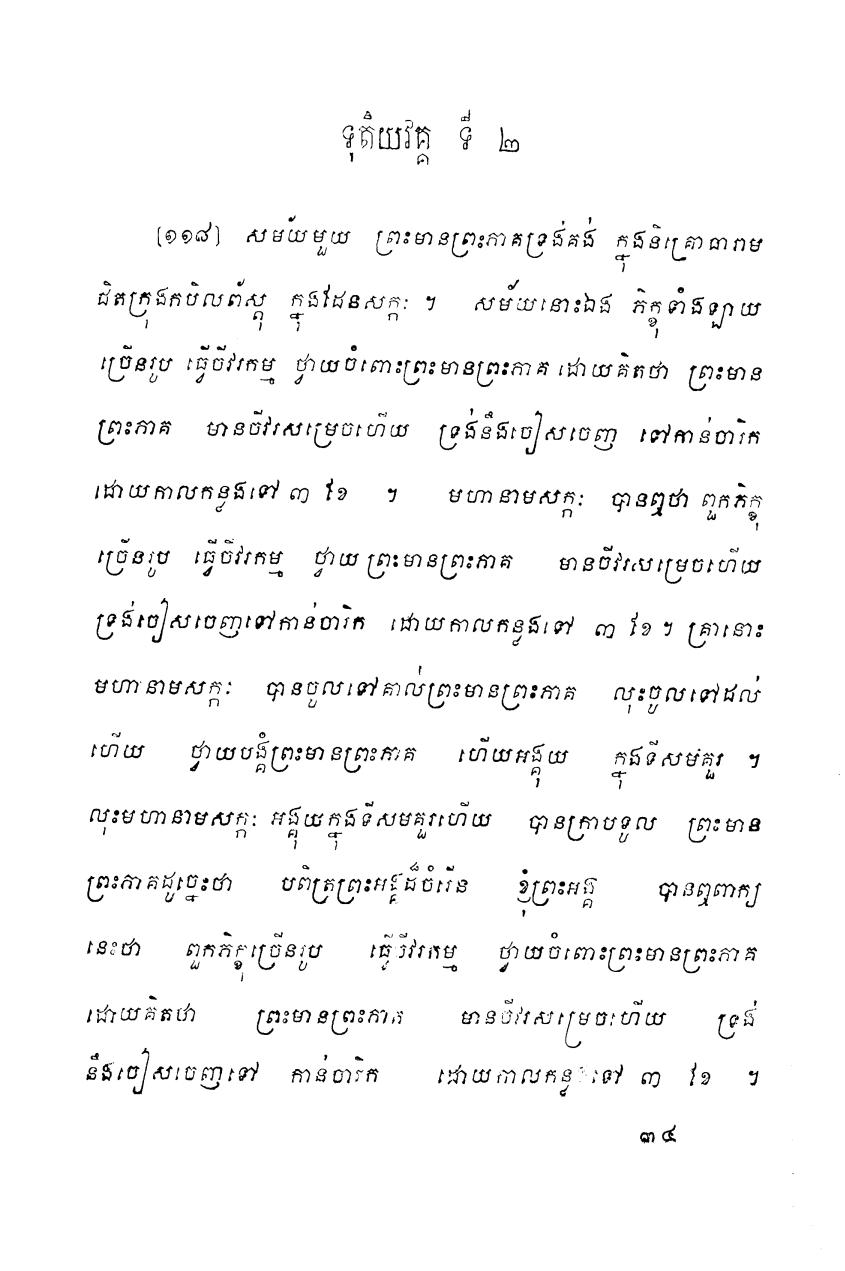 ទុតិយវគ្គ ទី ២
[១១៨] សម័យមួយ ព្រះមានព្រះភាគទ្រង់គង់ ក្នុងនិគ្រោធារាម
ជិតក្រុងកបិលព័ស្តុ ក្នុងដែនសក្កៈ ។ សម័យនោះឯង ភិក្ខុទាំងឡាយ
ច្រើនរូប ធ្វើចីវរកម្ម ថ្វាយចំពោះព្រះមានព្រះភាគ ដោយគិតថា ព្រះមាន
ព្រះភាគ មានចីវរសម្រេចហើយ ទ្រង់នឹងចៀសចេញ ទៅកាន់ចារិក
ដោយកាលកន្លងទៅ ៣ ខែ ។ មហានាមសក្កៈ បានឮថា ពួកភិក្ខុ
ច្រើនរូប ធ្វើចីវរកម្ម ថ្វាយ ព្រះមានព្រះភាគ មានចីវរសម្រេចហើយ
ទ្រង់ចៀសចេញទៅកាន់ចារិក ដោយកាលកន្លងទៅ ៣ ខែ ។ គ្រានោះ
មហានាមសក្កៈ បានចូលទៅគាល់ព្រះមានព្រះភាគ លុះចូលទៅដល់
ហើយ ថ្វាយបង្គំព្រះមានព្រះភាគ ហើយអង្គុយ ក្នុងទីសមគួរ ។
លុះមហានាមសក្កៈ អង្គុយក្នុងទីសមគួរហើយ បានក្រាបទូល ព្រះមាន
ព្រះភាគដូច្នេះថា បពិត្រព្រះអង្គដ៏ចំរើន ខ្ញុំព្រះអង្គ បានឮពាក្យ
នេះថា ពួកភិក្ខុច្រើនរូប ធ្វើចីវរកម្ម ថ្វាយចំពោះព្រះមានព្រះភាគ
ដោយគិតថា ព្រះមានព្រះភាគ មានចីវរសម្រេចហើយ ទ្រង់
នឹងចៀសចេញទៅ កាន់ចារិក ដោយកាលកន្លងទៅ ៣ ខែ ។
៣៤